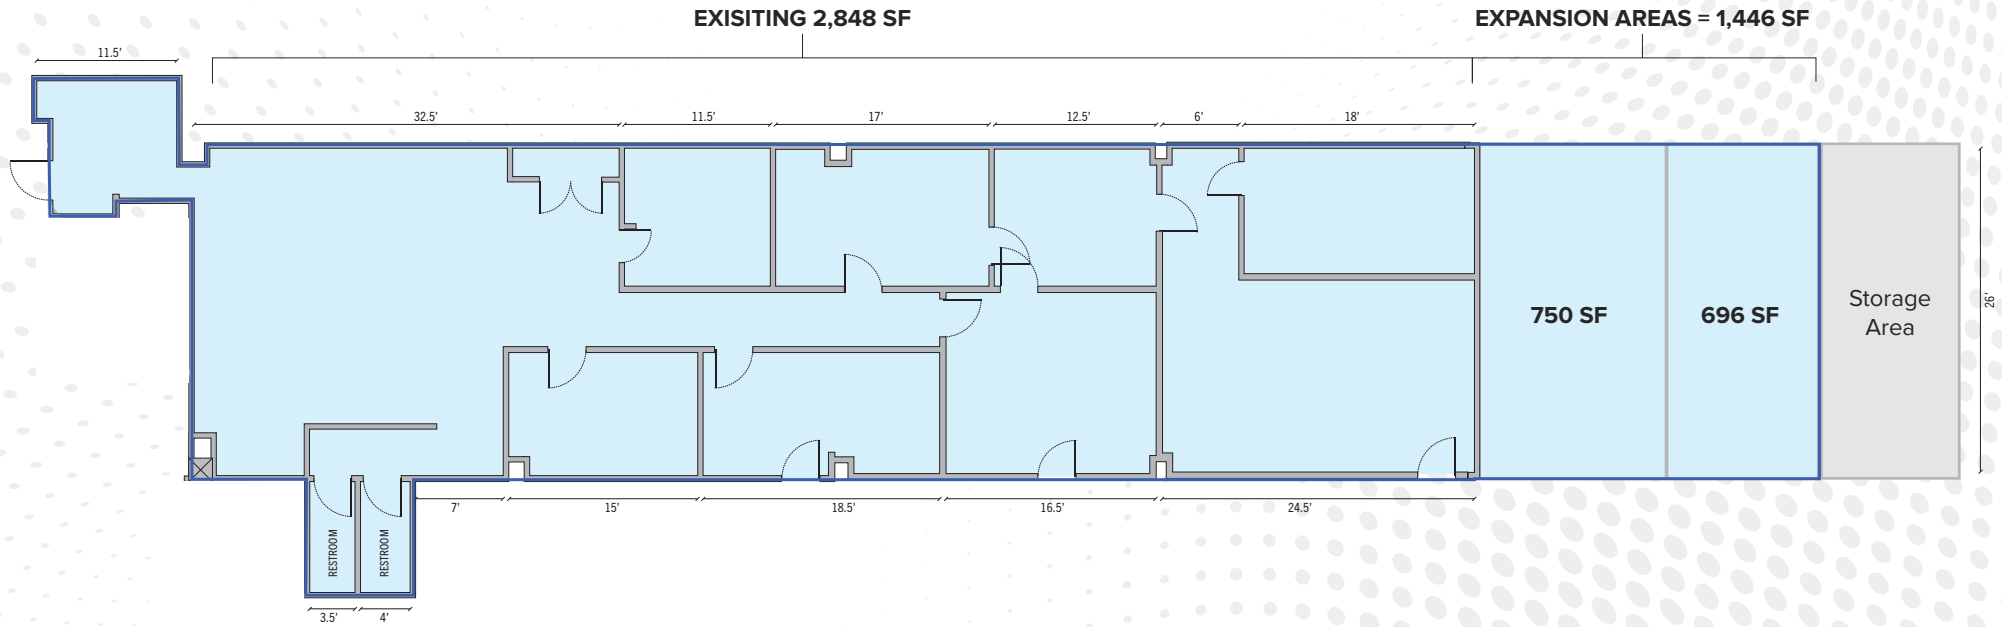 EXISITING 2,848 SF
EXPANSION AREAS = 1,446 SF
11.5'
32.5'
11.5'
17'
12.5'
6'
18'
750 SF
696 SF
Storage
Area
26'
7'
15'
18.5'
16.5'
24.5'
RESTROOM
RESTROOM
3.5'
4'